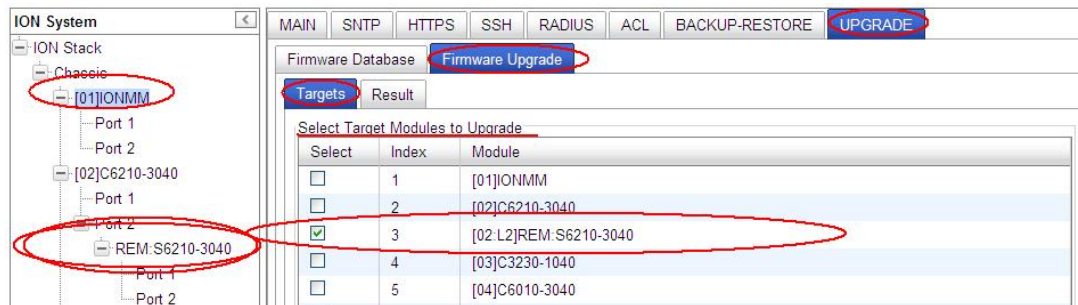 ION System
ION Stack
Chassis
[01]IONMM
Port 1
Port 2
[02]C6210-3040
Port 1
Port 2
REM:S6210-3040
Port 1
Port 2
MAIN SNTP HTTPS SSH RADIUS ACL BACKUP-RESTORE UPGRADE
Firmware Database Firmware Upgrade
Targets Result
Select Target Modules to Upgrade
Select Index Module
1 [01]IONMM
2 [02]C6210-3040
3 [02:L2]REM:S6210-3040
4 [03]C3230-1040
5 [04]C6010-3040